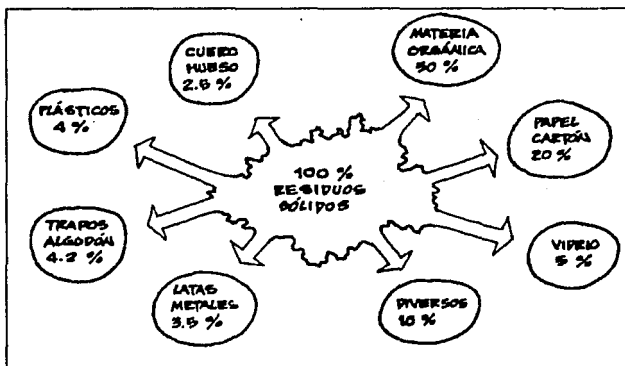 CUERO
HUESO
2.5 %
MATERIA
ORGÁNICA
50 %
PLÁSTICOS
4 %
PAPEL
CARTÓN
20 %
100 %
RESIDUOS
SÓLIDOS
TRAPOS
ALGODÓN
4.2 %
VIDRIO
5 %
LATAS
METALES
3.5 %
DIVERSOS
10 %